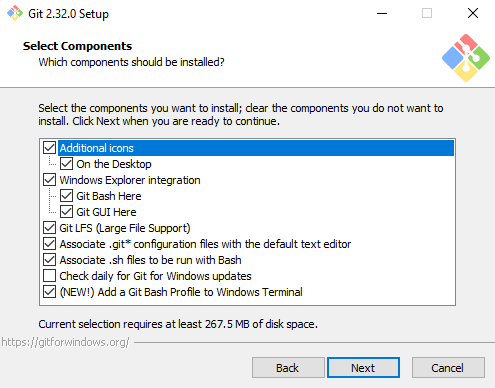 Git 2.32.0 Setup
Select Components
Which components should be installed?
Select the components you want to install; clear the components you do not want to
install. Click Next when you are ready to continue.
Additional icons
On the Desktop
Windows Explorer integration
Git Bash Here
Git GUI Here
Git LFS (Large File Support)
Associate .git* configuration files with the default text editor
Associate .sh files to be run with Bash
Check daily for Git for Windows updates
(NEW!) Add a Git Bash Profile to Windows Terminal
Current selection requires at least 267.5 MB of disk space.
https://gitforwindows.org/
Back
Next
Cancel